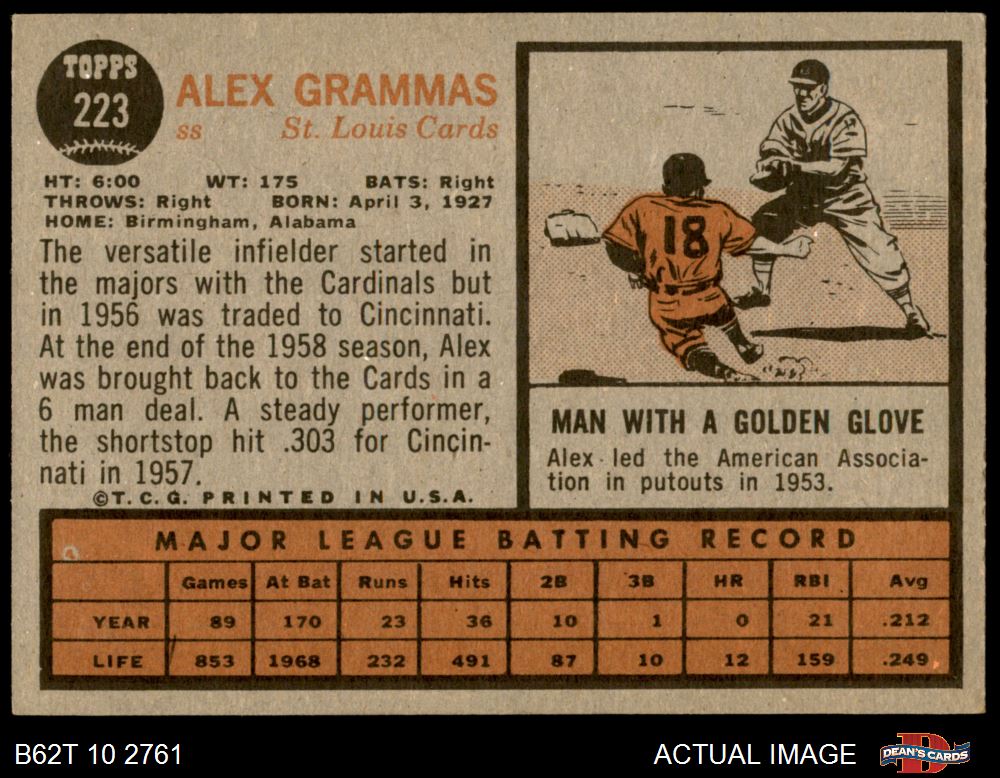 TOPPS
223
ALEX GRAMMAS
ss St. Louis Cards
HT: 6:00 WT: 175 BATS: Right
THROWS: Right BORN: April 3, 1927
HOME: Birmingham, Alabama
The versatile infielder started in
the majors with the Cardinals but
in 1956 was traded to Cincinnati.
At the end of the 1958 season, Alex
was brought back to the Cards in a
6 man deal. A steady performer,
the shortstop hit .303 for Cincin-
nati in 1957.
©T.C.G. PRINTED IN U.S.A.
18
MAN WITH A GOLDEN GLOVE
Alex led the American Associa-
tion in putouts in 1953.
MAJOR LEAGUE BATTING RECORD
Games At Bat Runs Hits 2B 3B HR RBI Avg
YEAR 89 170 23 36 10 1 0 21 .212
LIFE 853 1968 232 491 87 10 12 159 .249
B62T 10 2761 ACTUAL IMAGE DEAN'S CARDS